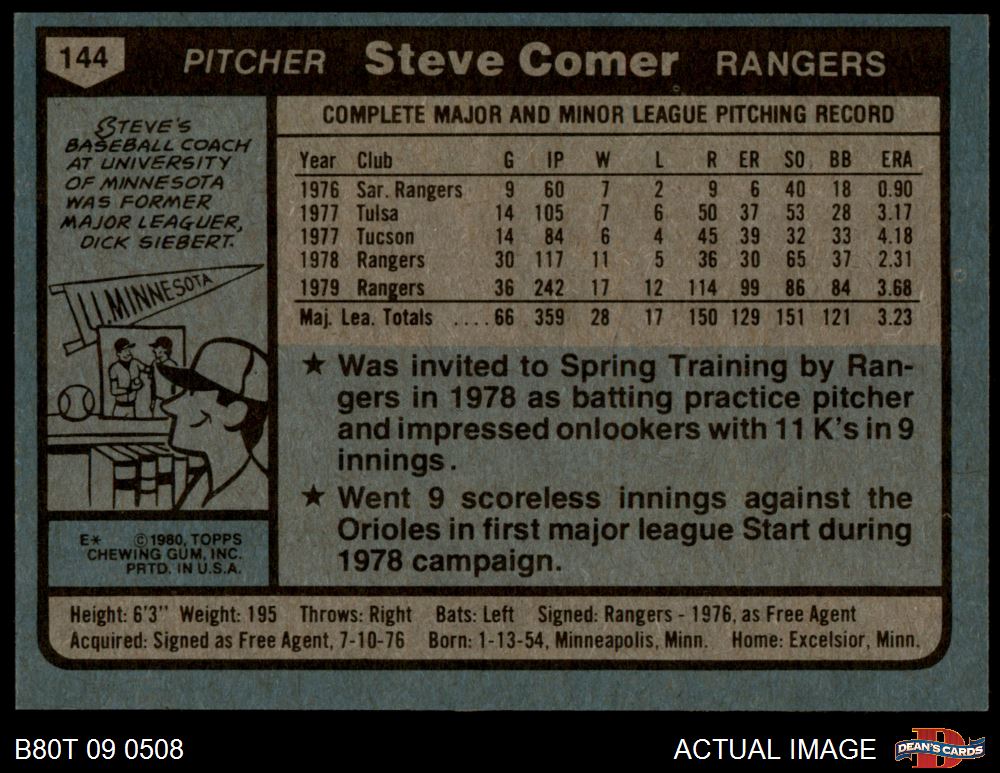 144 PITCHER Steve Comer RANGERS
STEVE'S
BASEBALL COACH
AT UNIVERSITY
OF MINNESOTA
WAS FORMER
MAJOR LEAGUER,
DICK SIEBERT.
U. MINNESOTA
E* ©1980, TOPPS
CHEWING GUM, INC.
PRTD. IN U.S.A.
COMPLETE MAJOR AND MINOR LEAGUE PITCHING RECORD
Year Club G IP W L R ER SO BB ERA
1976 Sar. Rangers 9 60 7 2 9 6 40 18 0.90
1977 Tulsa 14 105 7 6 50 37 53 28 3.17
1977 Tucson 14 84 6 4 45 39 32 33 4.18
1978 Rangers 30 117 11 5 36 30 65 37 2.31
1979 Rangers 36 242 17 12 114 99 86 84 3.68
Maj. Lea. Totals ....66 359 28 17 150 129 151 121 3.23
★ Was invited to Spring Training by Ran-
gers in 1978 as batting practice pitcher
and impressed onlookers with 11 K's in 9
innings.
★ Went 9 scoreless innings against the
Orioles in first major league Start during
1978 campaign.
Height: 6'3" Weight: 195 Throws: Right Bats: Left Signed: Rangers - 1976, as Free Agent
Acquired: Signed as Free Agent, 7-10-76 Born: 1-13-54, Minneapolis, Minn. Home: Excelsior, Minn.
B80T 09 0508 ACTUAL IMAGE DEAN'S CARDS